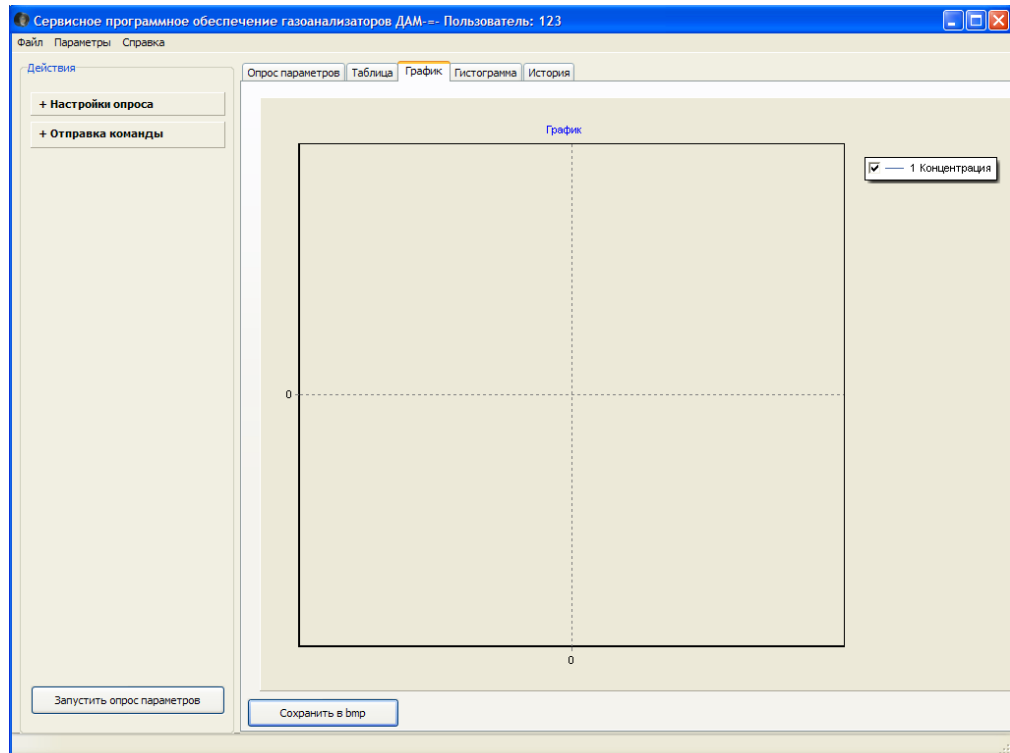 Сервисное программное обеспечение газоанализаторов ДАМ-=- Пользователь: 123
Файл Параметры Справка
Действия
+ Настройки опроса
+ Отправка команды
Запустить опрос параметров
Опрос параметров Таблица График Гистограмма История
График
1 Концентрация
0
0
Сохранить в bmp